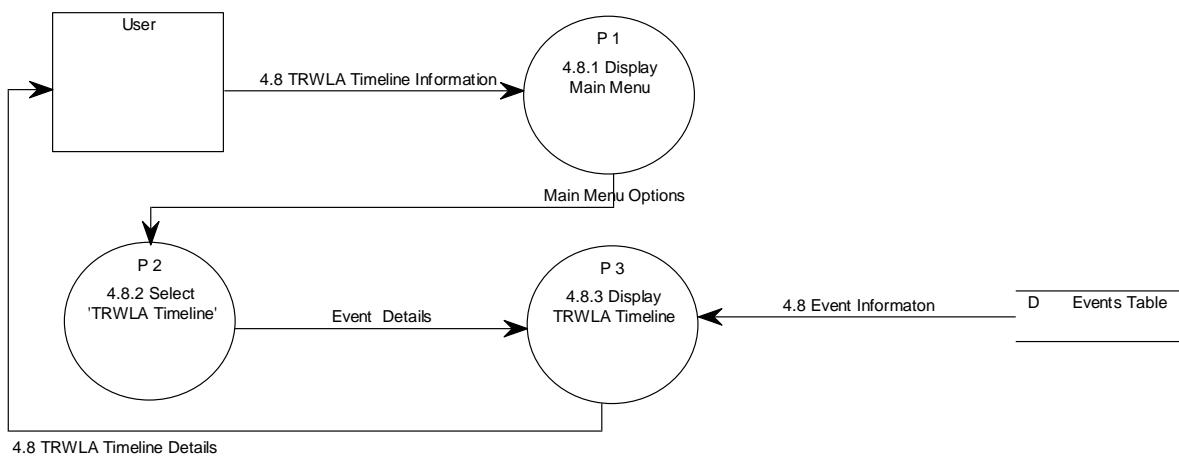 User
P 1
4.8.1 Display
Main Menu
4.8 TRWLA Timeline Information
Main Menu Options
P 2
4.8.2 Select
'TRWLA Timeline'
Event Details
P 3
4.8.3 Display
TRWLA Timeline
4.8 Event Informaton
D Events Table
4.8 TRWLA Timeline Details